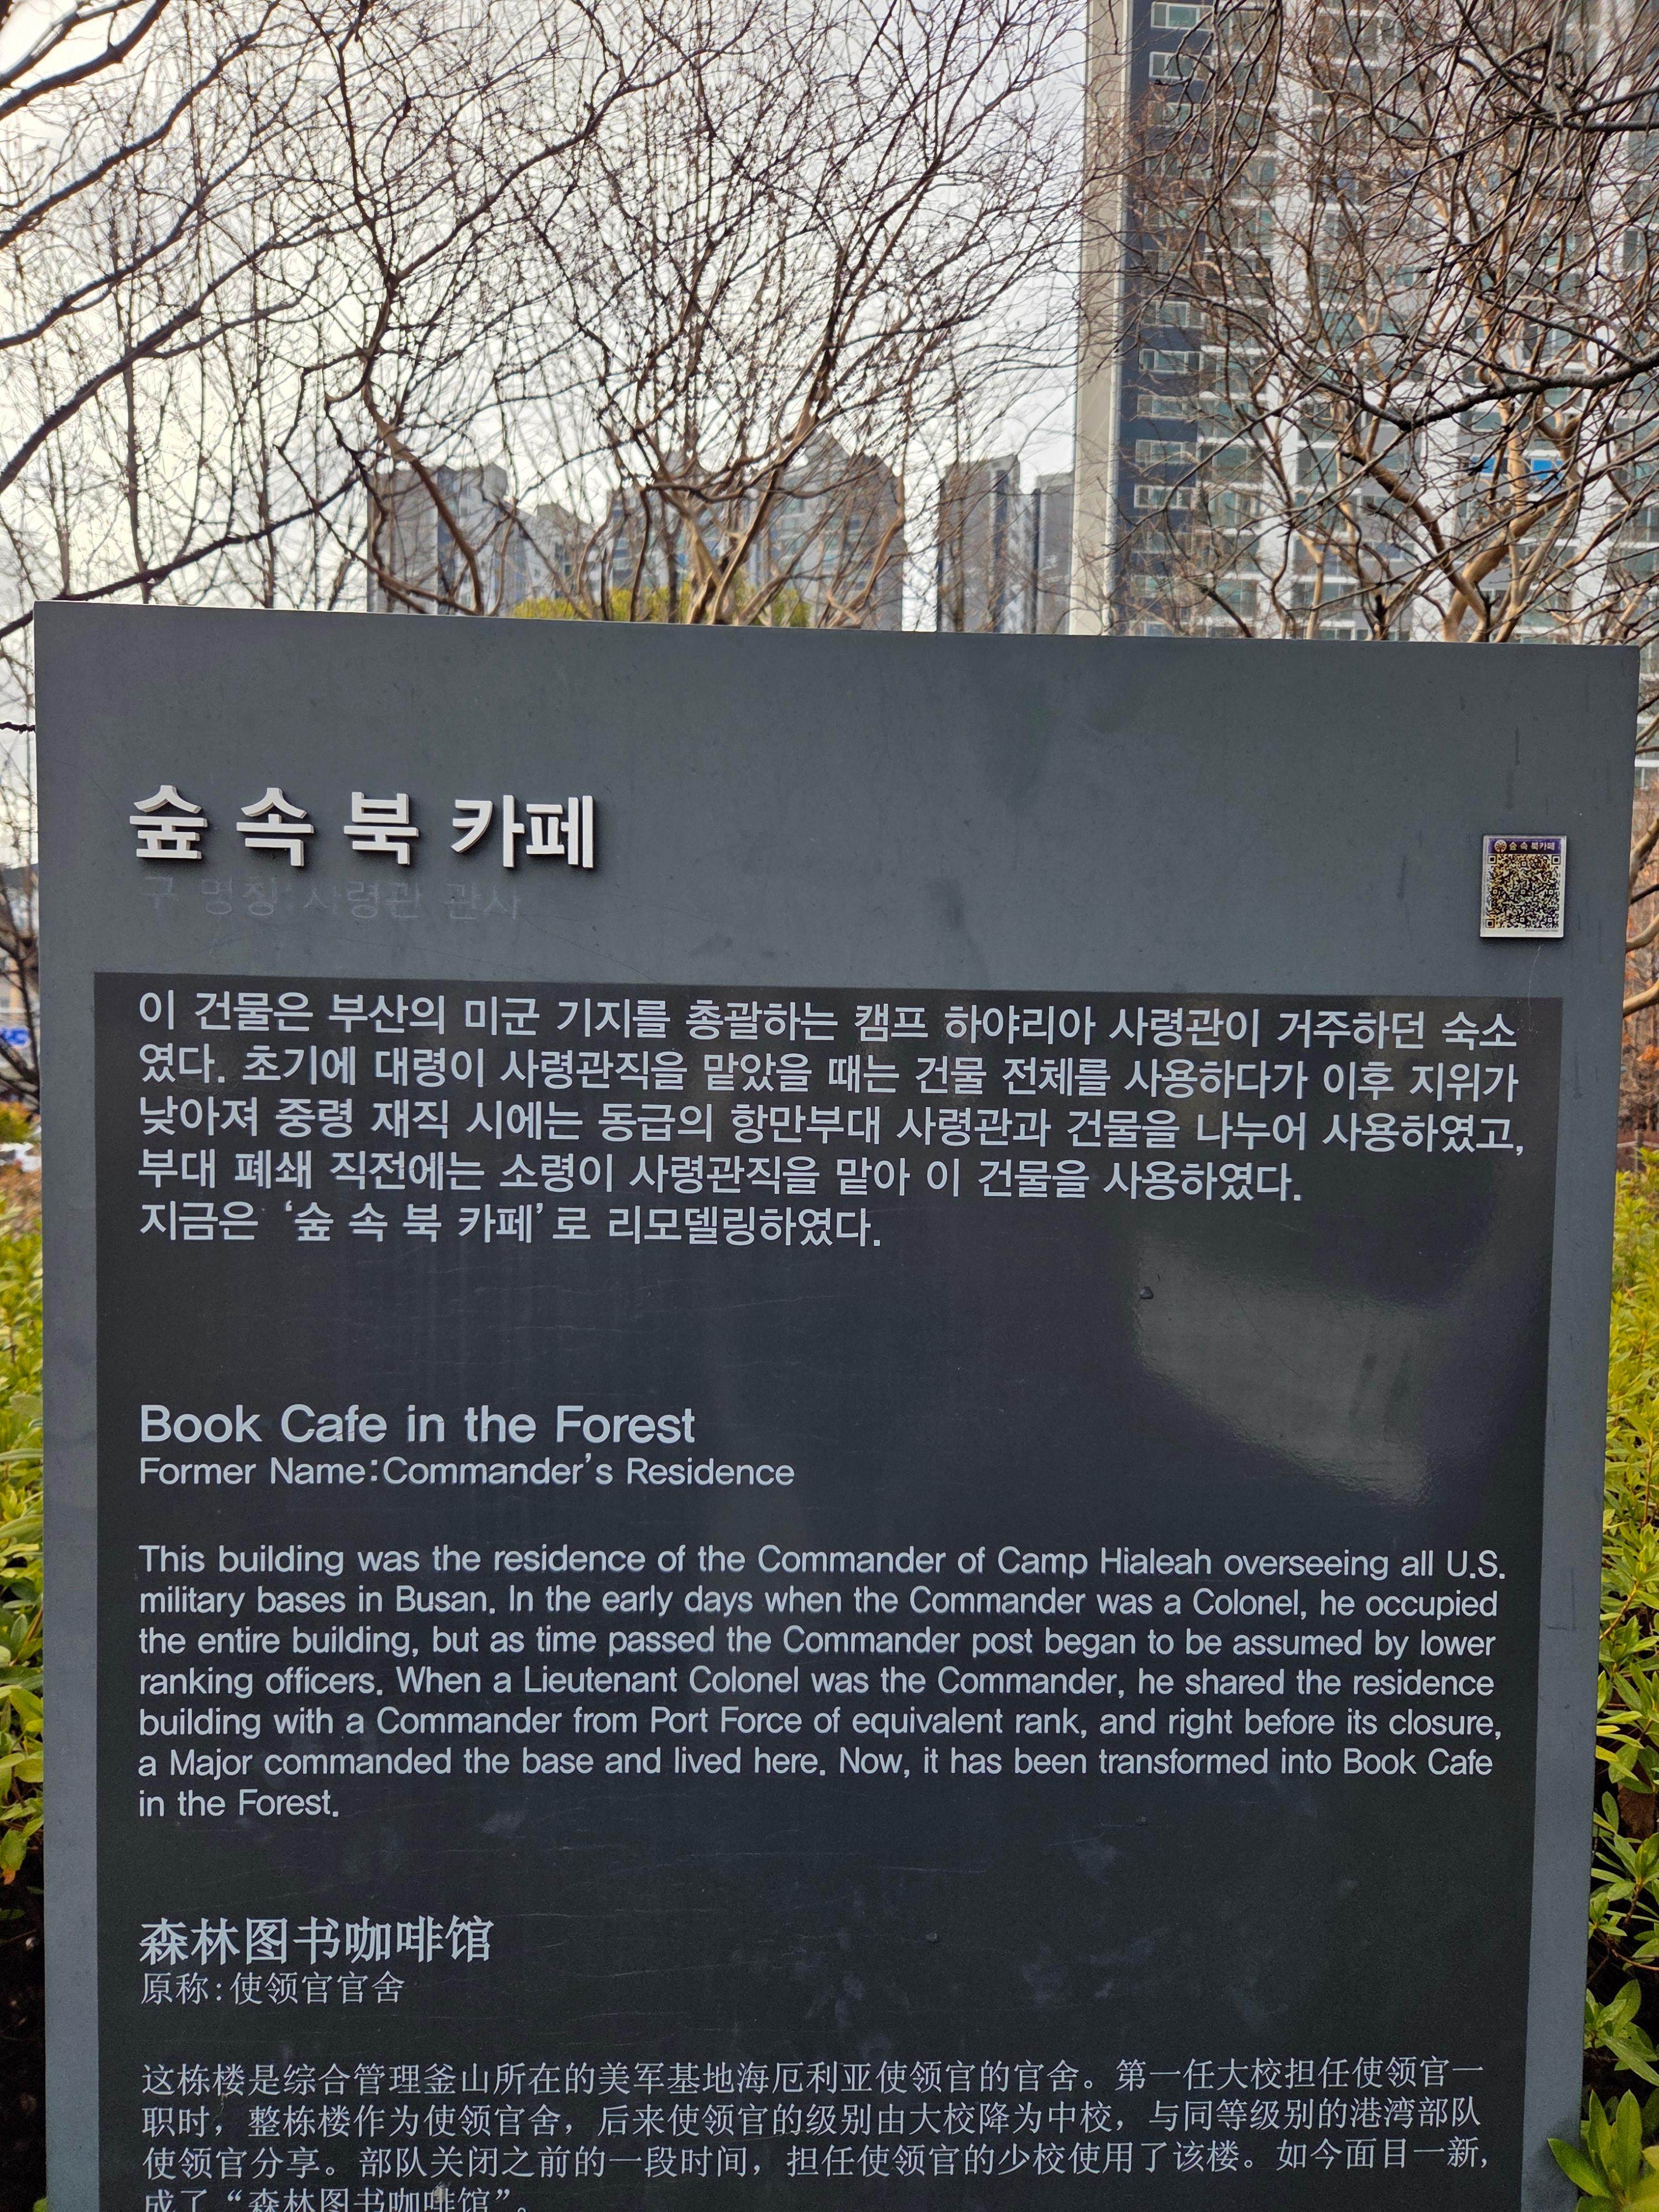 숲 속 북 카페
구 명칭:사령관 관사
숲 속 북카페
이 건물은 부산의 미군 기지를 총괄하는 캠프 하야리아 사령관이 거주하던 숙소
였다. 초기에 대령이 사령관직을 맡았을 때는 건물 전체를 사용하다가 이후 지위가
낮아져 중령 재직 시에는 동급의 항만부대 사령관과 건물을 나누어 사용하였고,
부대 폐쇄 직전에는 소령이 사령관직을 맡아 이 건물을 사용하였다.
지금은 ‘숲 속 북 카페’로 리모델링하였다.
Book Cafe in the Forest
Former Name:Commander’s Residence
This building was the residence of the Commander of Camp Hialeah overseeing all U.S.
military bases in Busan. In the early days when the Commander was a Colonel, he occupied
the entire building, but as time passed the Commander post began to be assumed by lower
ranking officers. When a Lieutenant Colonel was the Commander, he shared the residence
building with a Commander from Port Force of equivalent rank, and right before its closure,
a Major commanded the base and lived here. Now, it has been transformed into Book Cafe
in the Forest.
森林图书咖啡馆
原称:使领官官舍
这栋楼是综合管理釜山所在的美军基地海厄利亚使领官的官舍。第一任大校担任使领官一
职时，整栋楼作为使领官舍，后来使领官的级别由大校降为中校，与同等级别的港湾部队
使领官分享。部队关闭之前的一段时间，担任使领官的少校使用了该楼。如今面目一新，
成了“森林图书咖啡馆”。